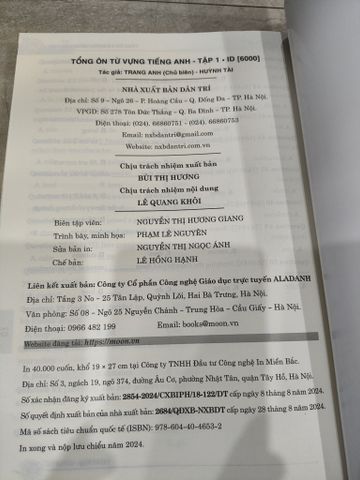 TỔNG ÔN TỪ VỰNG TIẾNG ANH - TẬP 1 - ID [6000]
Tác giả: TRANG ANH (Chủ biên) - HUỲNH TÀI
NHÀ XUẤT BẢN DÂN TRÍ
Địa chỉ: Số 9 - Ngõ 26 - P. Hoàng Cầu - Q. Đống Đa - TP. Hà Nội.
VPGD: Số 278 Tôn Đức Thắng - Q. Ba Đình - TP. Hà Nội.
Điện thoại: (024). 66860751 - (024). 66860753
Email: nxbdantri@gmail.com
Website: nxbdantri.com.vn
Chịu trách nhiệm xuất bản
BÙI THỊ HƯƠNG
Chịu trách nhiệm nội dung
LÊ QUANG KHÔI
Biên tập viên: NGUYỄN THỊ HƯƠNG GIANG
Trình bày, minh họa: PHẠM LÊ NGUYÊN
Sửa bản in: NGUYỄN THỊ NGỌC ÁNH
Chế bản: LÊ HỒNG HẠNH
Liên kết xuất bản: Công ty Cổ phần Công nghệ Giáo dục trực tuyến ALADANH
Địa chỉ: Tầng 3 No - 25 Tân Lập, Quỳnh Lôi, Hai Bà Trưng, Hà Nội.
Văn phòng: Số 08 - Ngõ 25 Nguyễn Chánh - Trung Hòa - Cầu Giấy - Hà Nội.
Điện thoại: 0966 482 199 Email: books@moon.vn
Website đăng tải: https://moon.vn
In 40.000 cuốn, khổ 19 × 27 cm tại Công ty TNHH Đầu tư Công nghệ In Miền Bắc.
Địa chỉ: Số 3, ngách 19, ngõ 374, đường Âu Cơ, phường Nhật Tân, quận Tây Hồ, Hà Nội.
Số xác nhận đăng ký xuất bản: 2854-2024/CXBIPH/18-122/DT cấp ngày 8 tháng 8 năm 2024.
Số quyết định xuất bản của nhà xuất bản: 2684/QĐXB-NXBDT cấp ngày 28 tháng 8 năm 2024.
Mã số sách tiêu chuẩn quốc tế (ISBN): 978-604-40-4653-2
In xong và nộp lưu chiểu năm 2024.